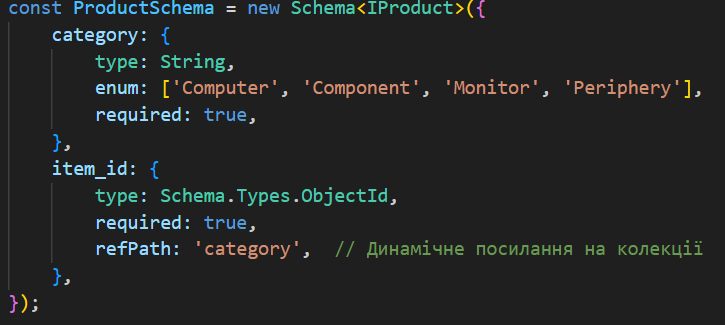 const ProductSchema = new Schema<IProduct>({
    category: {
        type: String,
        enum: ['Computer', 'Component', 'Monitor', 'Periphery'],
        required: true,
    },
    item_id: {
        type: Schema.Types.ObjectId,
        required: true,
        refPath: 'category',  // Динамічне посилання на колекції
    },
});